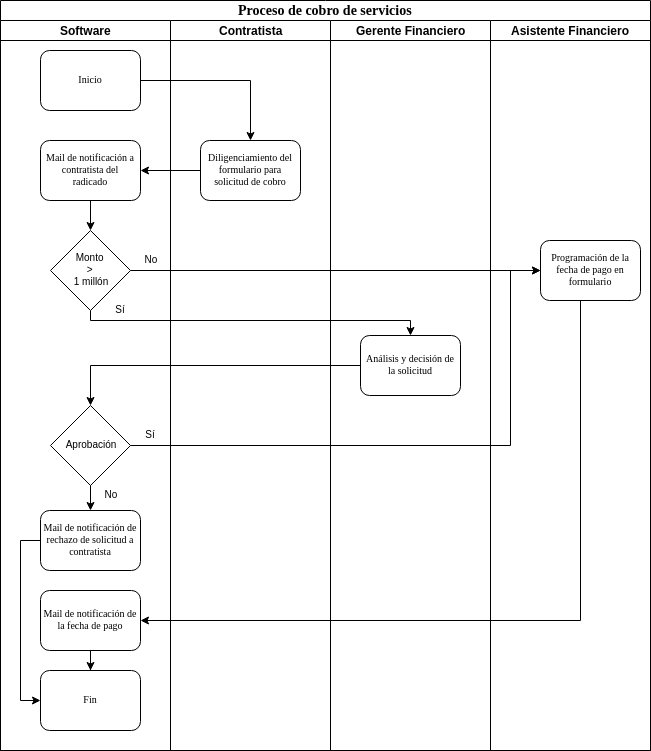 Proceso de cobro de servicios
Software
Contratista
Gerente Financiero
Asistente Financiero
Inicio
Mail de notificación a
contratista del
radicado
Diligenciamiento del
formulario para
solicitud de cobro
Monto
>
1 millón
No
Programación de la
fecha de pago en
formulario
Sí
Análisis y decisión de
la solicitud
Aprobación
Sí
No
Mail de notificación de
rechazo de solicitud a
contratista
Mail de notificación de
la fecha de pago
Fin